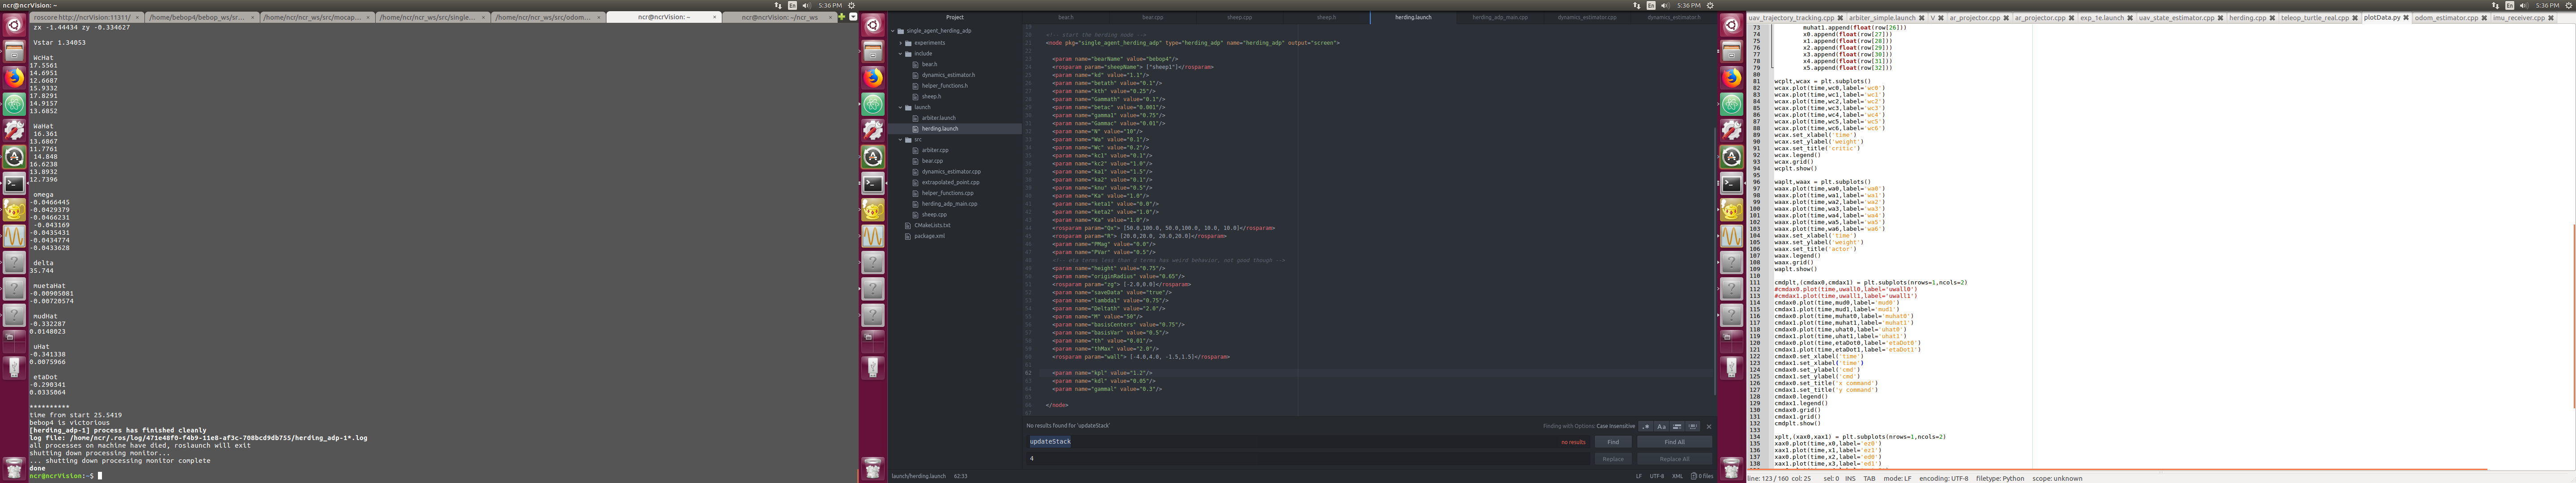 ncr@ncrVision: ~
5:36 PM
5:36 PM
5:36 PM
roscore http://ncrVision:11311/
/home/bebop4/bebop_ws/sr...
/home/ncr/ncr_ws/src/mocap...
/home/ncr/ncr_ws/src/single...
/home/ncr/ncr_ws/src/odom...
ncr@ncrVision: ~
ncr@ncrVision: ~/ncr_ws
zx -1.44434 zy -0.334627
Vstar 1.34053
WcHat
17.5561
14.6951
12.6687
15.9332
17.8291
14.9157
13.6852
WaHat
16.361
13.6867
11.7761
14.848
16.6238
13.8932
12.7396
omega
-0.0466445
-0.0429379
-0.0466231
-0.043169
-0.0435431
-0.0434774
-0.0433628
delta
35.744
muetaHat
-0.00905081
-0.00720574
mudHat
-0.332287
0.0148023
uHat
-0.341338
0.0075966
etaDot
-0.290341
0.0335064
**********
time from start 25.5419
bebop4 is victorious
[herding_adp-1] process has finished cleanly
log file: /home/ncr/.ros/log/471e48f0-f4b9-11e8-af3c-708bcd9db755/herding_adp-1*.log
all processes on machine have died, roslaunch will exit
shutting down processing monitor...
... shutting down processing monitor complete
done
ncr@ncrVision:~$
Project
single_agent_herding_adp
experiments
include
bear.h
dynamics_estimator.h
helper_functions.h
sheep.h
launch
arbiter.launch
herding.launch
src
arbiter.cpp
bear.cpp
dynamics_estimator.cpp
extrapolated_point.cpp
helper_functions.cpp
herding_adp_main.cpp
sheep.cpp
CMakeLists.txt
package.xml
bear.h
bear.cpp
sheep.cpp
sheep.h
herding.launch
herding_adp_main.cpp
dynamics_estimator.cpp
dynamics_estimator.h
<!-- start the herding node -->
<node pkg="single_agent_herding_adp" type="herding_adp" name="herding_adp" output="screen">
<param name="bearName" value="bebop4"/>
<rosparam param="sheepName"> ["sheep1"]</rosparam>
<param name="kd" value="1.1"/>
<param name="betath" value="0.1"/>
<param name="kth" value="0.25"/>
<param name="Gammath" value="0.1"/>
<param name="betac" value="0.001"/>
<param name="gamma1" value="0.75"/>
<param name="Gammac" value="0.01"/>
<param name="N" value="10"/>
<param name="Wa" value="0.1"/>
<param name="Wc" value="0.2"/>
<param name="kc1" value="0.1"/>
<param name="kc2" value="1.0"/>
<param name="ka1" value="1.5"/>
<param name="ka2" value="0.1"/>
<param name="knu" value="0.5"/>
<param name="Ka" value="1.0"/>
<param name="keta1" value="0.0"/>
<param name="keta2" value="1.0"/>
<param name="Ka" value="1.0"/>
<rosparam param="Qx"> [50.0,100.0, 50.0,100.0, 10.0, 10.0]</rosparam>
<rosparam param="R"> [20.0,20.0, 20.0,20.0]</rosparam>
<param name="PMag" value="0.0"/>
<param name="PVar" value="0.5"/>
<!-- eta terms less than d terms has weird behavior, not good though -->
<param name="height" value="0.75"/>
<param name="originRadius" value="0.65"/>
<rosparam param="zg"> [-2.0,0.0]</rosparam>
<param name="saveData" value="true"/>
<param name="lambda1" value="0.75"/>
<param name="Deltath" value="2.0"/>
<param name="M" value="50"/>
<param name="basisCenters" value="0.75"/>
<param name="basisVar" value="0.5"/>
<param name="th" value="0.01"/>
<param name="thMax" value="2.0"/>
<rosparam param="wall"> [-4.0,4.0, -1.5,1.5]</rosparam>
<param name="kpl" value="1.2"/>
<param name="kdl" value="0.05"/>
<param name="gammal" value="0.3"/>
</node>
No results found for 'updateStack'
Finding with Options: Case Insensitive
updateStack
no results
Find
Find All
4
Replace
Replace All
launch/herding.launch 62:33
LF UTF-8 XML 0 files
uav_trajectory_tracking.cpp
arbiter_simple.launch
V
ar_projector.cpp
ar_projector.cpp
exp_1e.launch
uav_state_estimator.cpp
herding.cpp
teleop_turtle_real.cpp
plotData.py
odom_estimator.cpp
imu_receiver.cpp
73 muhat1.append(float(row[26]))
74 x0.append(float(row[27]))
75 x1.append(float(row[28]))
76 x2.append(float(row[29]))
77 x3.append(float(row[30]))
78 x4.append(float(row[31]))
79 x5.append(float(row[32]))
80
81 wcplt,wcax = plt.subplots()
82 wcax.plot(time,wc0,label='wc0')
83 wcax.plot(time,wc1,label='wc1')
84 wcax.plot(time,wc2,label='wc2')
85 wcax.plot(time,wc3,label='wc3')
86 wcax.plot(time,wc4,label='wc4')
87 wcax.plot(time,wc5,label='wc5')
88 wcax.plot(time,wc6,label='wc6')
89 wcax.set_xlabel('time')
90 wcax.set_ylabel('weight')
91 wcax.set_title('critic')
92 wcax.legend()
93 wcax.grid()
94 wcplt.show()
95
96 waplt,waax = plt.subplots()
97 waax.plot(time,wa0,label='wa0')
98 waax.plot(time,wa1,label='wa1')
99 waax.plot(time,wa2,label='wa2')
100 waax.plot(time,wa3,label='wa3')
101 waax.plot(time,wa4,label='wa4')
102 waax.plot(time,wa5,label='wa5')
103 waax.plot(time,wa6,label='wa6')
104 waax.set_xlabel('time')
105 waax.set_ylabel('weight')
106 waax.set_title('actor')
107 waax.legend()
108 waax.grid()
109 waplt.show()
110
111 cmdplt,(cmdax0,cmdax1) = plt.subplots(nrows=1,ncols=2)
112 #cmdax0.plot(time,uwall0,label='uwall0')
113 #cmdax1.plot(time,uwall1,label='uwall1')
114 cmdax0.plot(time,mud0,label='mud0')
115 cmdax1.plot(time,mud1,label='mud1')
116 cmdax0.plot(time,muhat0,label='muhat0')
117 cmdax1.plot(time,muhat1,label='muhat1')
118 cmdax0.plot(time,uhat0,label='uhat0')
119 cmdax1.plot(time,uhat1,label='uhat1')
120 cmdax0.plot(time,etaDot0,label='etaDot0')
121 cmdax1.plot(time,etaDot1,label='etaDot1')
122 cmdax0.set_xlabel('time')
123 cmdax1.set_xlabel('time')
124 cmdax0.set_ylabel('cmd')
125 cmdax1.set_ylabel('cmd')
126 cmdax0.set_title('x command')
127 cmdax1.set_title('y command')
128 cmdax0.legend()
129 cmdax1.legend()
130 cmdax0.grid()
131 cmdax1.grid()
132 cmdplt.show()
133
134 xplt,(xax0,xax1) = plt.subplots(nrows=1,ncols=2)
135 xax0.plot(time,x0,label='ez0')
136 xax1.plot(time,x1,label='ez1')
137 xax0.plot(time,x2,label='ed0')
138 xax1.plot(time,x3,label='ed1')
line: 123 / 160 col: 25 sel: 0 INS TAB mode: LF encoding: UTF-8 filetype: Python scope: unknown